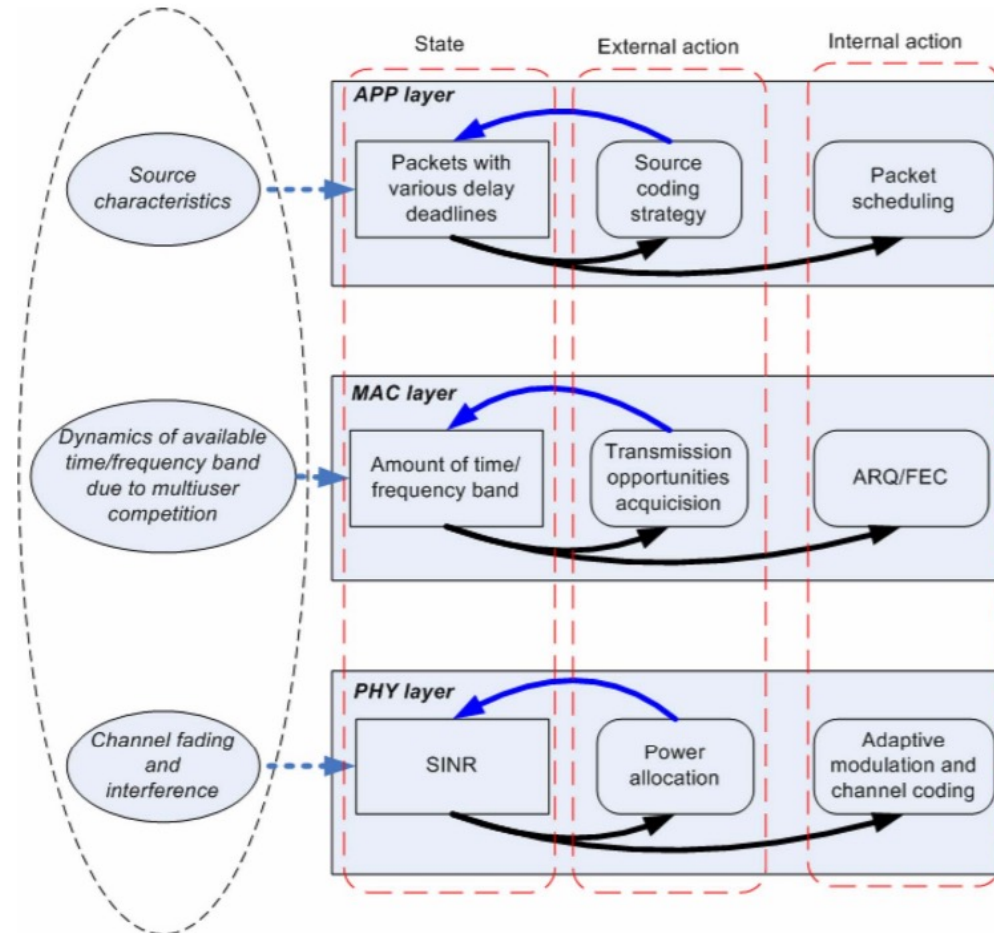 State
External action
Internal action
APP layer
Source
characteristics
Packets with
various delay
deadlines
Source
coding
strategy
Packet
scheduling
MAC layer
Dynamics of available
time/frequency band
due to multiuser
competition
Amount of time/
frequency band
Transmission
opportunities
acquicision
ARQ/FEC
PHY layer
Channel fading
and
interference
SINR
Power
allocation
Adaptive
modulation and
channel coding